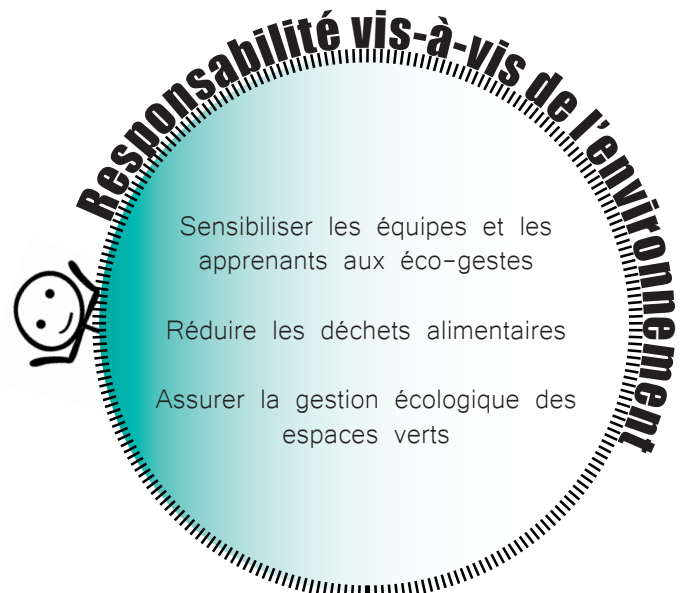 Responsabilité vis-à-vis de l'environnement
Sensibiliser les équipes et les
apprenants aux éco-gestes
Réduire les déchets alimentaires
Assurer la gestion écologique des
espaces verts